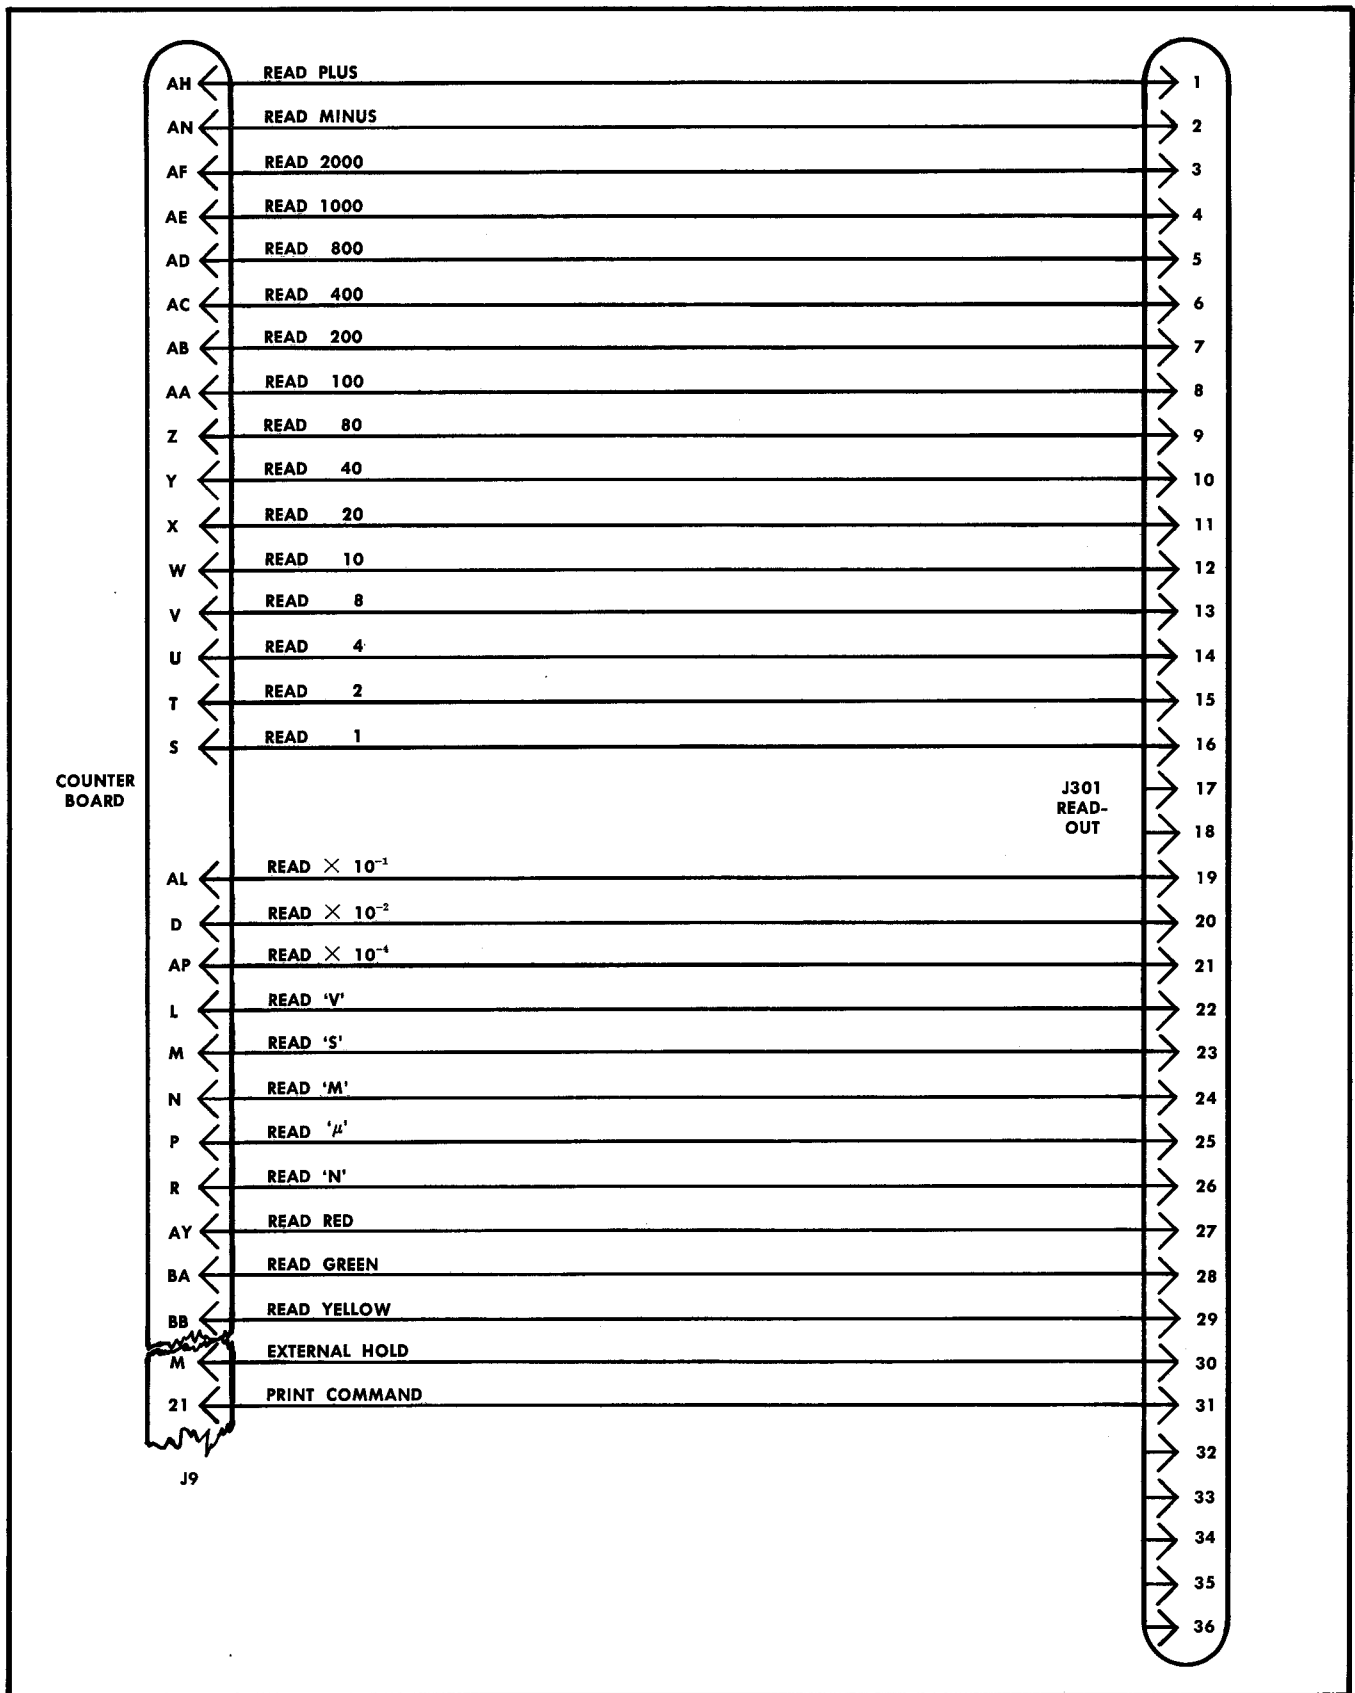 AH READ PLUS 1
AN READ MINUS 2
AF READ 2000 3
AE READ 1000 4
AD READ 800 5
AC READ 400 6
AB READ 200 7
AA READ 100 8
Z READ 80 9
Y READ 40 10
X READ 20 11
W READ 10 12
V READ 8 13
U READ 4 14
T READ 2 15
S READ 1 16
COUNTER
BOARD
J301
READ-
OUT
17
18
AL READ × 10⁻¹ 19
D READ × 10⁻² 20
AP READ × 10⁻⁴ 21
L READ 'V' 22
M READ 'S' 23
N READ 'M' 24
P READ 'μ' 25
R READ 'N' 26
AY READ RED 27
BA READ GREEN 28
BB READ YELLOW 29
M EXTERNAL HOLD 30
21 PRINT COMMAND 31
J9
32
33
34
35
36